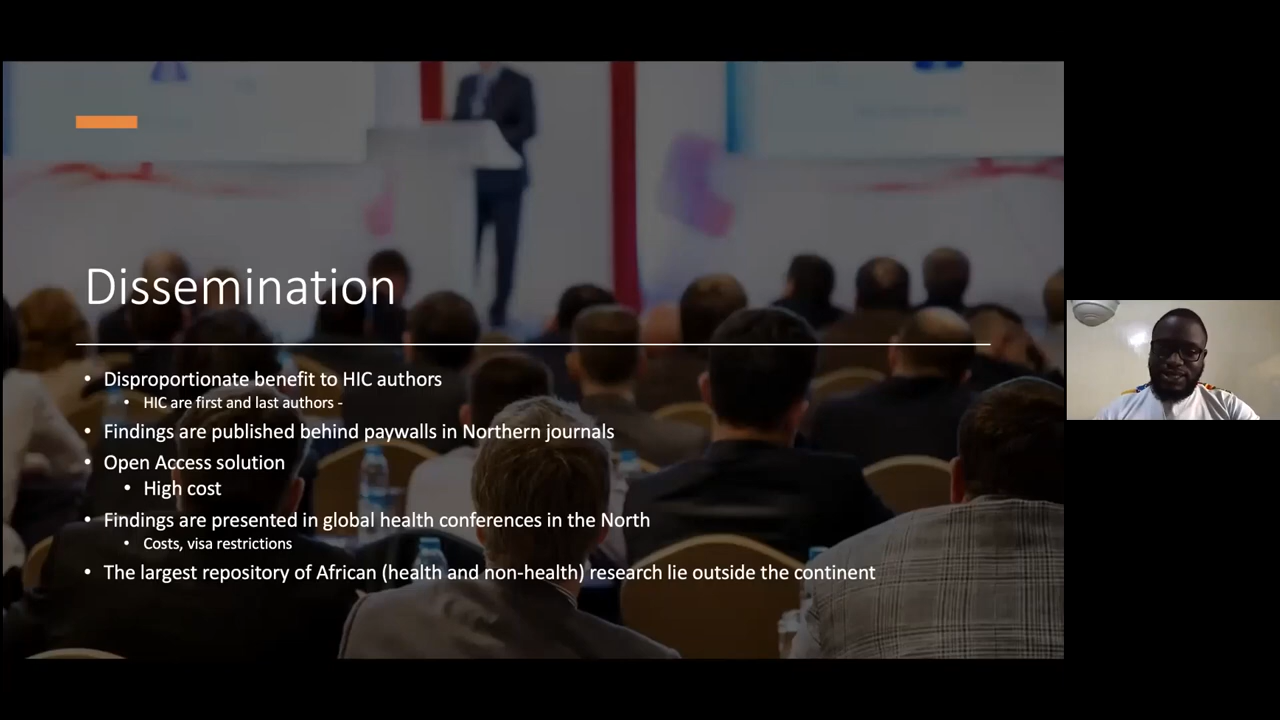 Dissemination
• Disproportionate benefit to HIC authors
• HIC are first and last authors -
• Findings are published behind paywalls in Northern journals
• Open Access solution
• High cost
• Findings are presented in global health conferences in the North
• Costs, visa restrictions
• The largest repository of African (health and non-health) research lie outside the continent